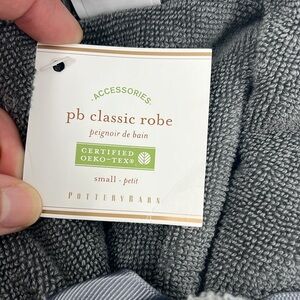 ·ACCESSORIES·
pb classic robe
peignoir de bain
CERTIFIED
OEKO-TEX®
small - petit
POTTERYBARN